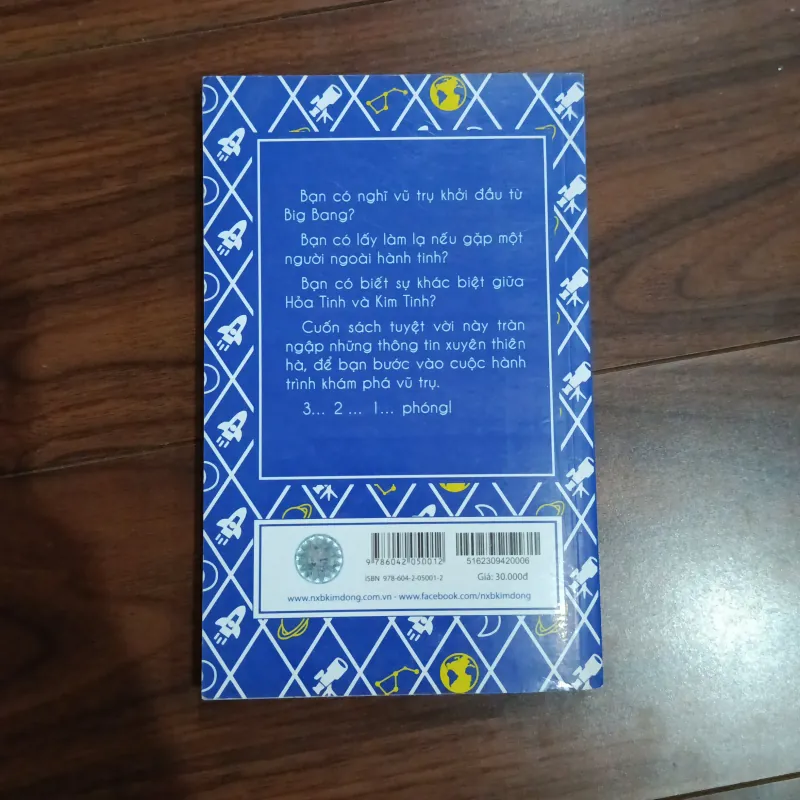 Bạn có nghĩ vũ trụ khởi đầu từ
Big Bang?
Bạn có lấy làm lạ nếu gặp một
người ngoài hành tinh?
Bạn có biết sự khác biệt giữa
Hỏa Tinh và Kim Tinh?
Cuốn sách tuyệt vời này tràn
ngập những thông tin xuyên thiên
hà, để bạn bước vào cuộc hành
trình khám phá vũ trụ.
3... 2 ... 1... phóng!
9 786042 050012
5162309420006
ISBN 978-604-2-05001-2
Giá: 30.000đ
www.nxbkimdong.com.vn - www.facebook.com/nxbkimdong